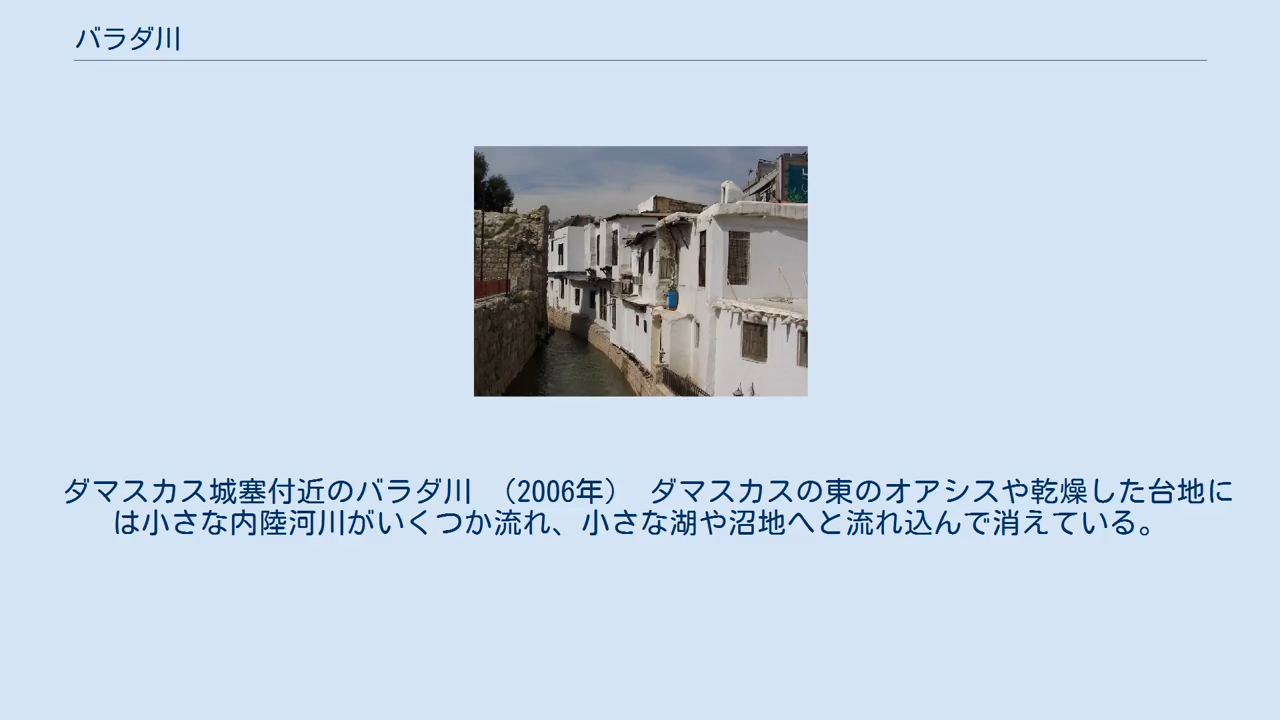 バラダ川
ダマスカス城塞付近のバラダ川 （2006年） ダマスカスの東のオアシスや乾燥した台地に
は小さな内陸河川がいくつか流れ、小さな湖や沼地へと流れ込んで消えている。